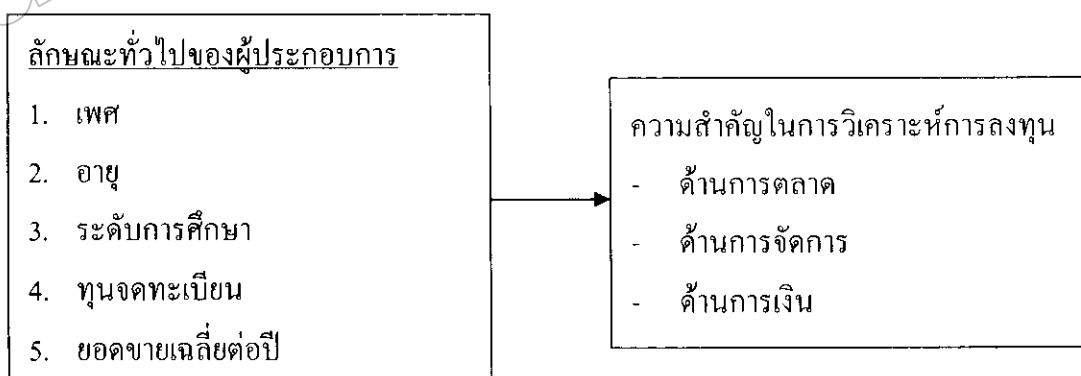 ลักษณะทั่วไปของผู้ประกอบการ
1. เพศ
2. อายุ
3. ระดับการศึกษา
4. ทุนจดทะเบียน
5. ยอดขายเฉลี่ยต่อปี
ความสำคัญในการวิเคราะห์การลงทุน
- ด้านการตลาด
- ด้านการจัดการ
- ด้านการเงิน